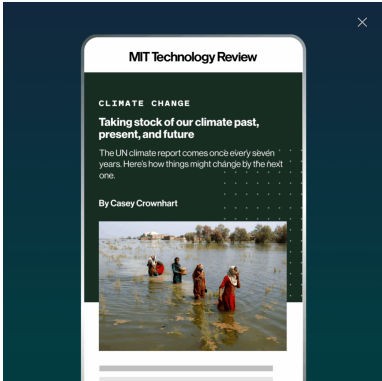 MIT Technology Review
CLIMATE CHANGE
Taking stock of our climate past,
present, and future
The UN climate report comes once every seven
years. Here's how things might change by the next
one.
By Casey Crownhart